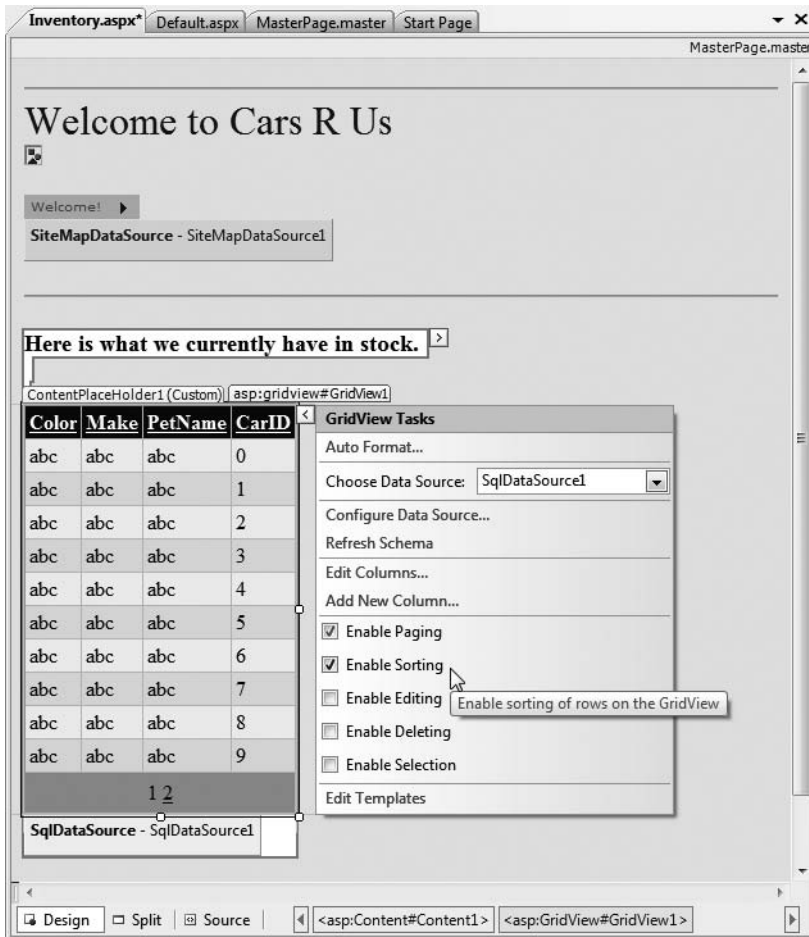 Inventory.aspx* Default.aspx MasterPage.master Start Page
MasterPage.master
Welcome to Cars R Us
Welcome!
SiteMapDataSource - SiteMapDataSource1
Here is what we currently have in stock.
ContentPlaceHolder1 (Custom) asp:gridview#GridView1
Color Make PetName CarID
abc abc abc 0
abc abc abc 1
abc abc abc 2
abc abc abc 3
abc abc abc 4
abc abc abc 5
abc abc abc 6
abc abc abc 7
abc abc abc 8
abc abc abc 9
1 2
SqlDataSource - SqlDataSource1
GridView Tasks
Auto Format...
Choose Data Source: SqlDataSource1
Configure Data Source...
Refresh Schema
Edit Columns...
Add New Column...
Enable Paging
Enable Sorting
Enable Editing
Enable sorting of rows on the GridView
Enable Deleting
Enable Selection
Edit Templates
Design Split Source <asp:Content#Content1> <asp:GridView#GridView1>